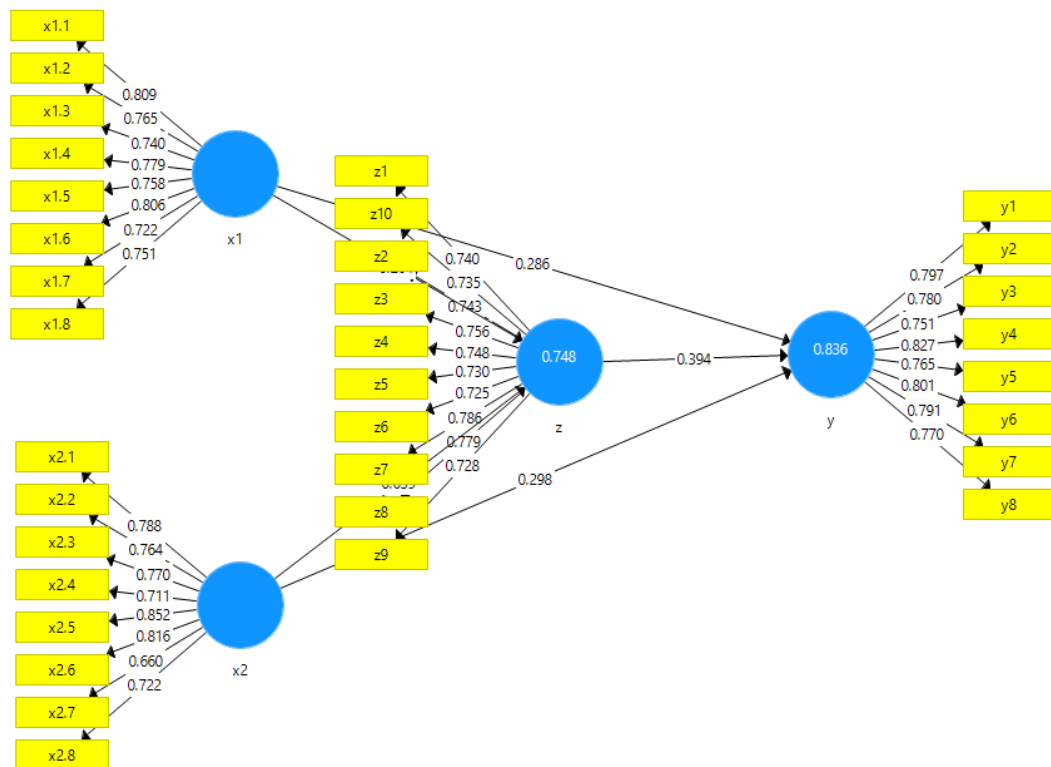 x1.1
x1.2
x1.3
x1.4
x1.5
x1.6
x1.7
x1.8
0.809
0.765
0.740
0.779
0.758
0.806
0.722
0.751
x1
x2.1
x2.2
x2.3
x2.4
x2.5
x2.6
x2.7
x2.8
0.788
0.764
0.770
0.711
0.852
0.816
0.660
0.722
x2
z1
z10
z2
z3
z4
z5
z6
z7
z8
z9
0.740
0.735
0.743
0.756
0.748
0.730
0.725
0.786
0.779
0.728
0.748
z
0.286
0.394
0.298
0.836
y
0.797
0.780
0.751
0.827
0.765
0.801
0.791
0.770
y1
y2
y3
y4
y5
y6
y7
y8